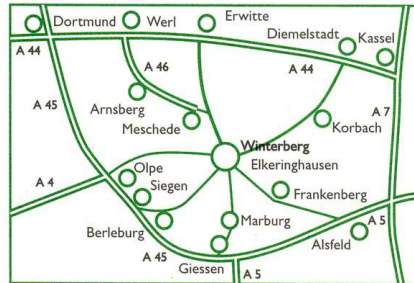 Dortmund
Werl
Erwitte
Diemelstadt
Kassel
A 44
A 46
A 44
A 45
A 7
Arnsberg
Meschede
Korbach
Winterberg
Elkeringhausen
Olpe
A 4
Siegen
Frankenberg
Berleburg
Marburg
A 5
A 45
Alsfeld
Giessen
A 5